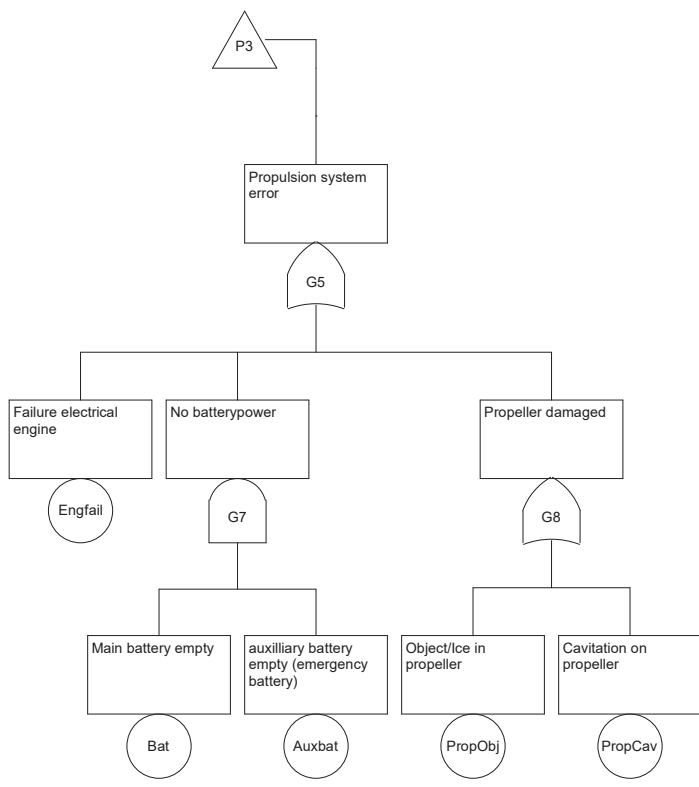 P3
Propulsion system
error
G5
Failure electrical
engine
No batterypower
Propeller damaged
Engfail
G7
G8
Main battery empty
auxilliary battery
empty (emergency
battery)
Object/Ice in
propeller
Cavitation on
propeller
Bat
Auxbat
PropObj
PropCav